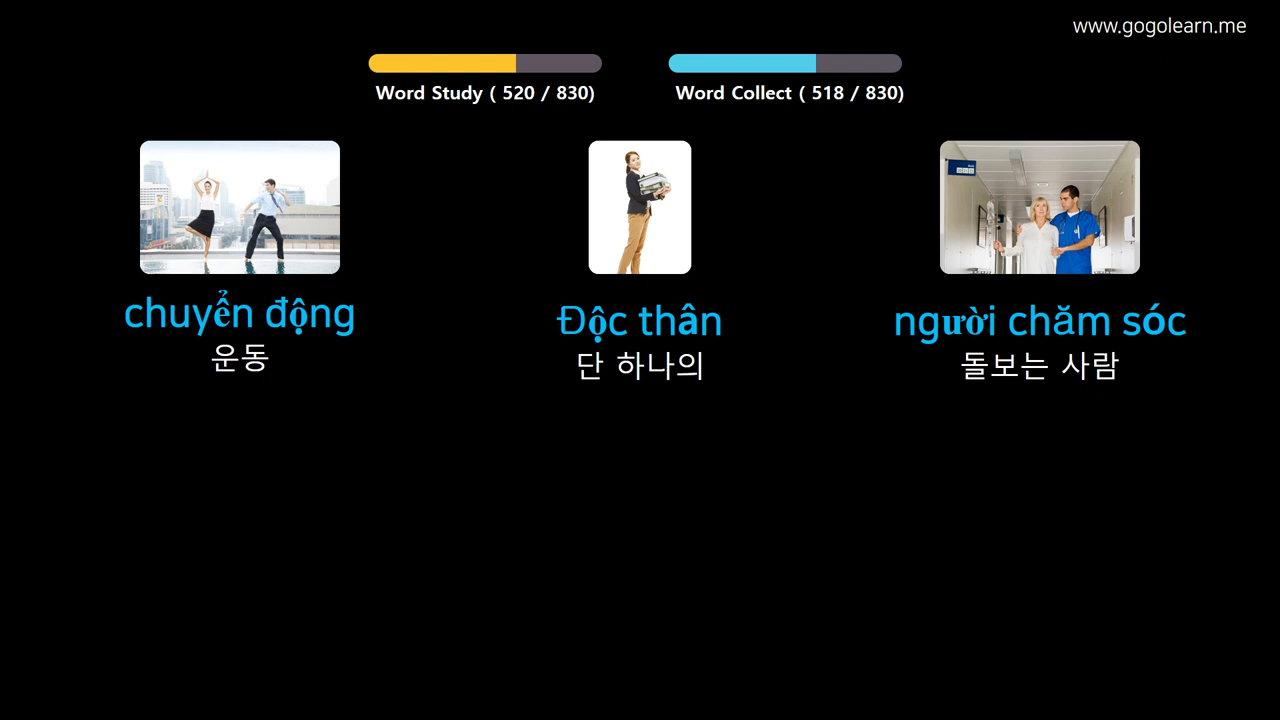 www.gogolearn.me
Word Study ( 520 / 830)
Word Collect ( 518 / 830)
chuyển động
운동
Độc thân
단 하나의
người chăm sóc
돌보는 사람